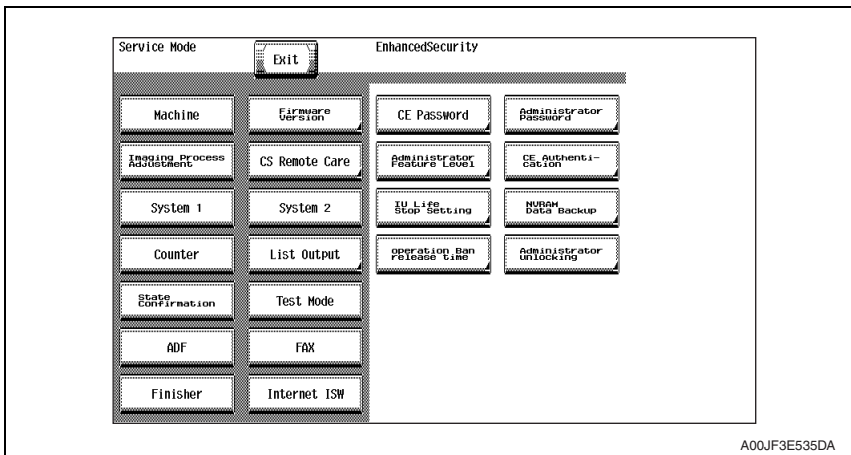 Service Mode
Exit
EnhancedSecurity
Machine
Firmware
Version
CE Password
Administrator
Password
Imaging Process
Adjustment
CS Remote Care
Administrator
Feature Level
CE Authenti-
cation
System 1
System 2
IU Life
Stop Setting
NVRAM
Data Backup
Counter
List Output
operation Ban
release time
Administrator
unlocking
State
Confirmation
Test Mode
ADF
FAX
Finisher
Internet ISW
A00JF3E535DA